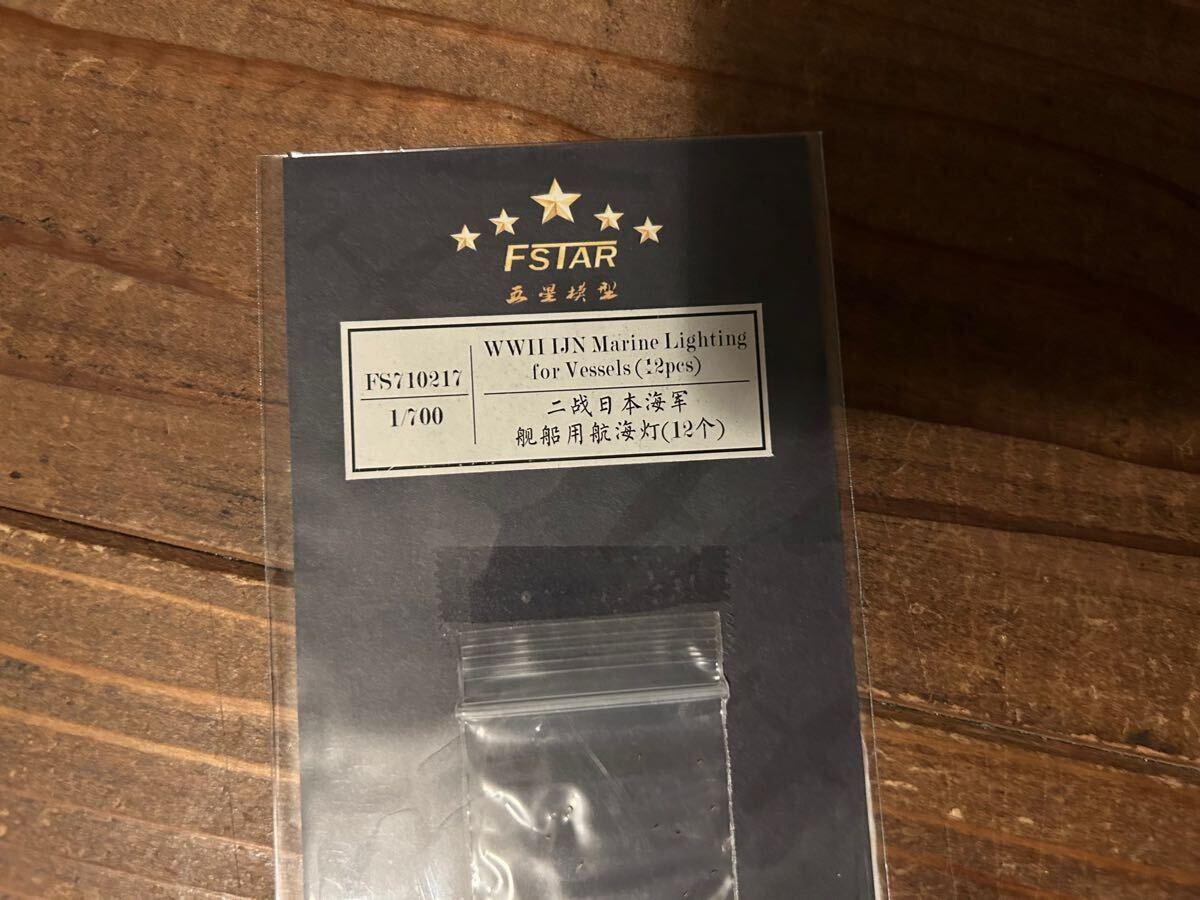 FSTAR
五星模型
FS710217
1/700
WWII IJN Marine Lighting
for Vessels (12pcs)
二战日本海军
舰船用航海灯(12个)